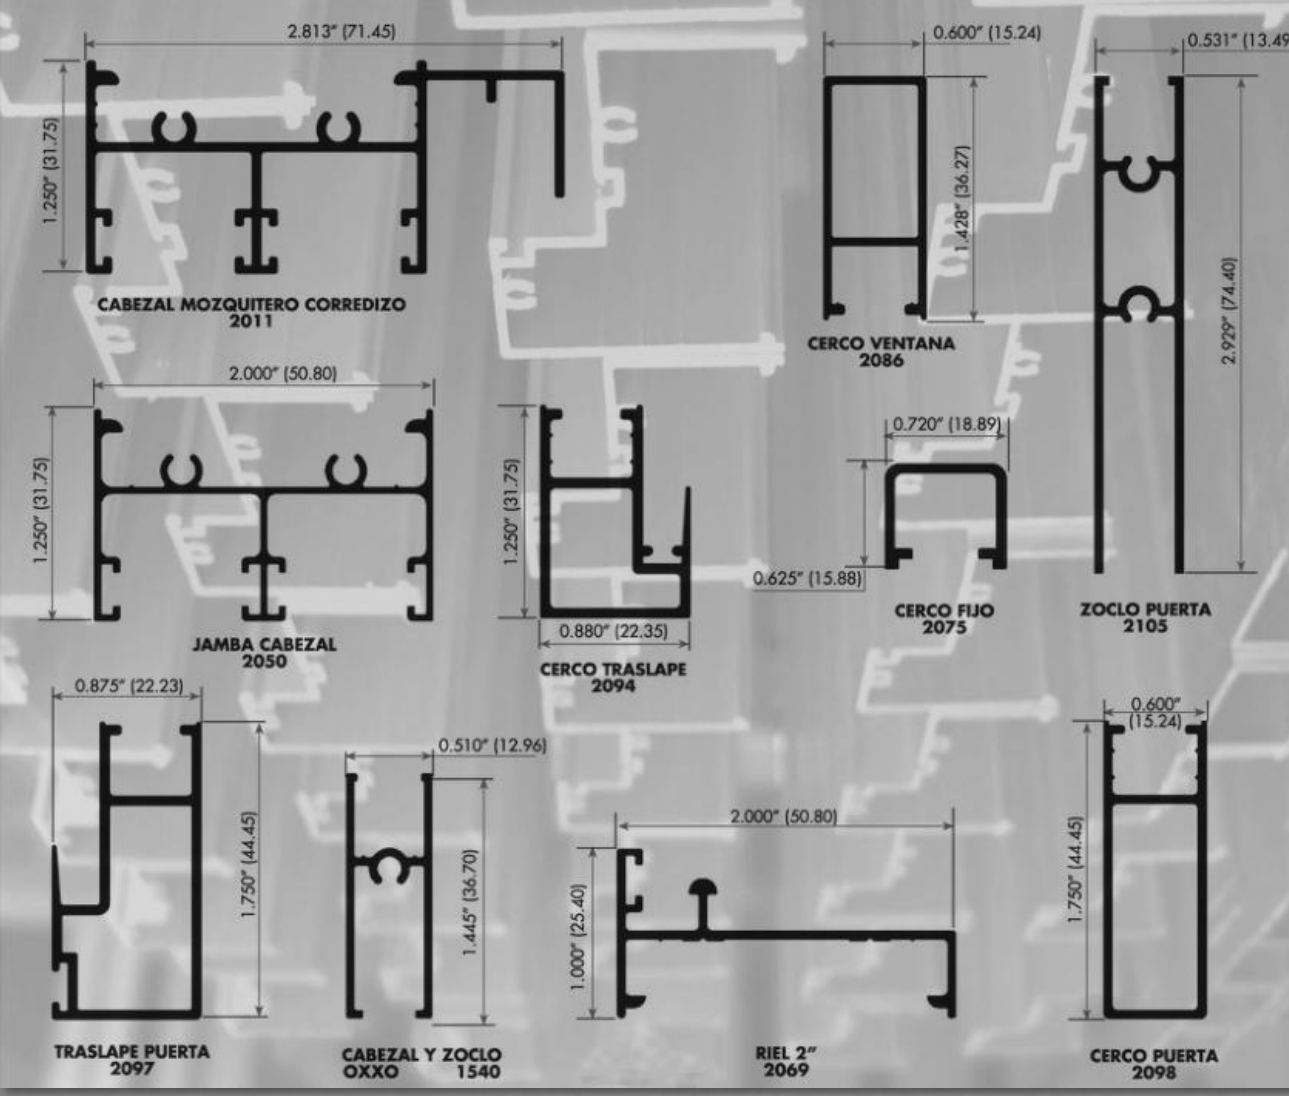 2.813" (71.45)
1.250" (31.75)
CABEZAL MOZQUITERO CORREDIZO
2011
0.600" (15.24)
1.428" (36.27)
CERCO VENTANA
2086
0.531" (13.49
2.929" (74.40)
ZOCLO PUERTA
2105
2.000" (50.80)
1.250" (31.75)
JAMBA CABEZAL
2050
1.250" (31.75)
0.880" (22.35)
CERCO TRASLAPE
2094
0.720" (18.89)
0.625" (15.88)
CERCO FIJO
2075
0.875" (22.23)
1.750" (44.45)
TRASLAPE PUERTA
2097
0.510" (12.96)
1.445" (36.70)
CABEZAL Y ZOCLO
OXXO 1540
2.000" (50.80)
1.000" (25.40)
RIEL 2"
2069
0.600"
(15.24)
1.750" (44.45)
CERCO PUERTA
2098